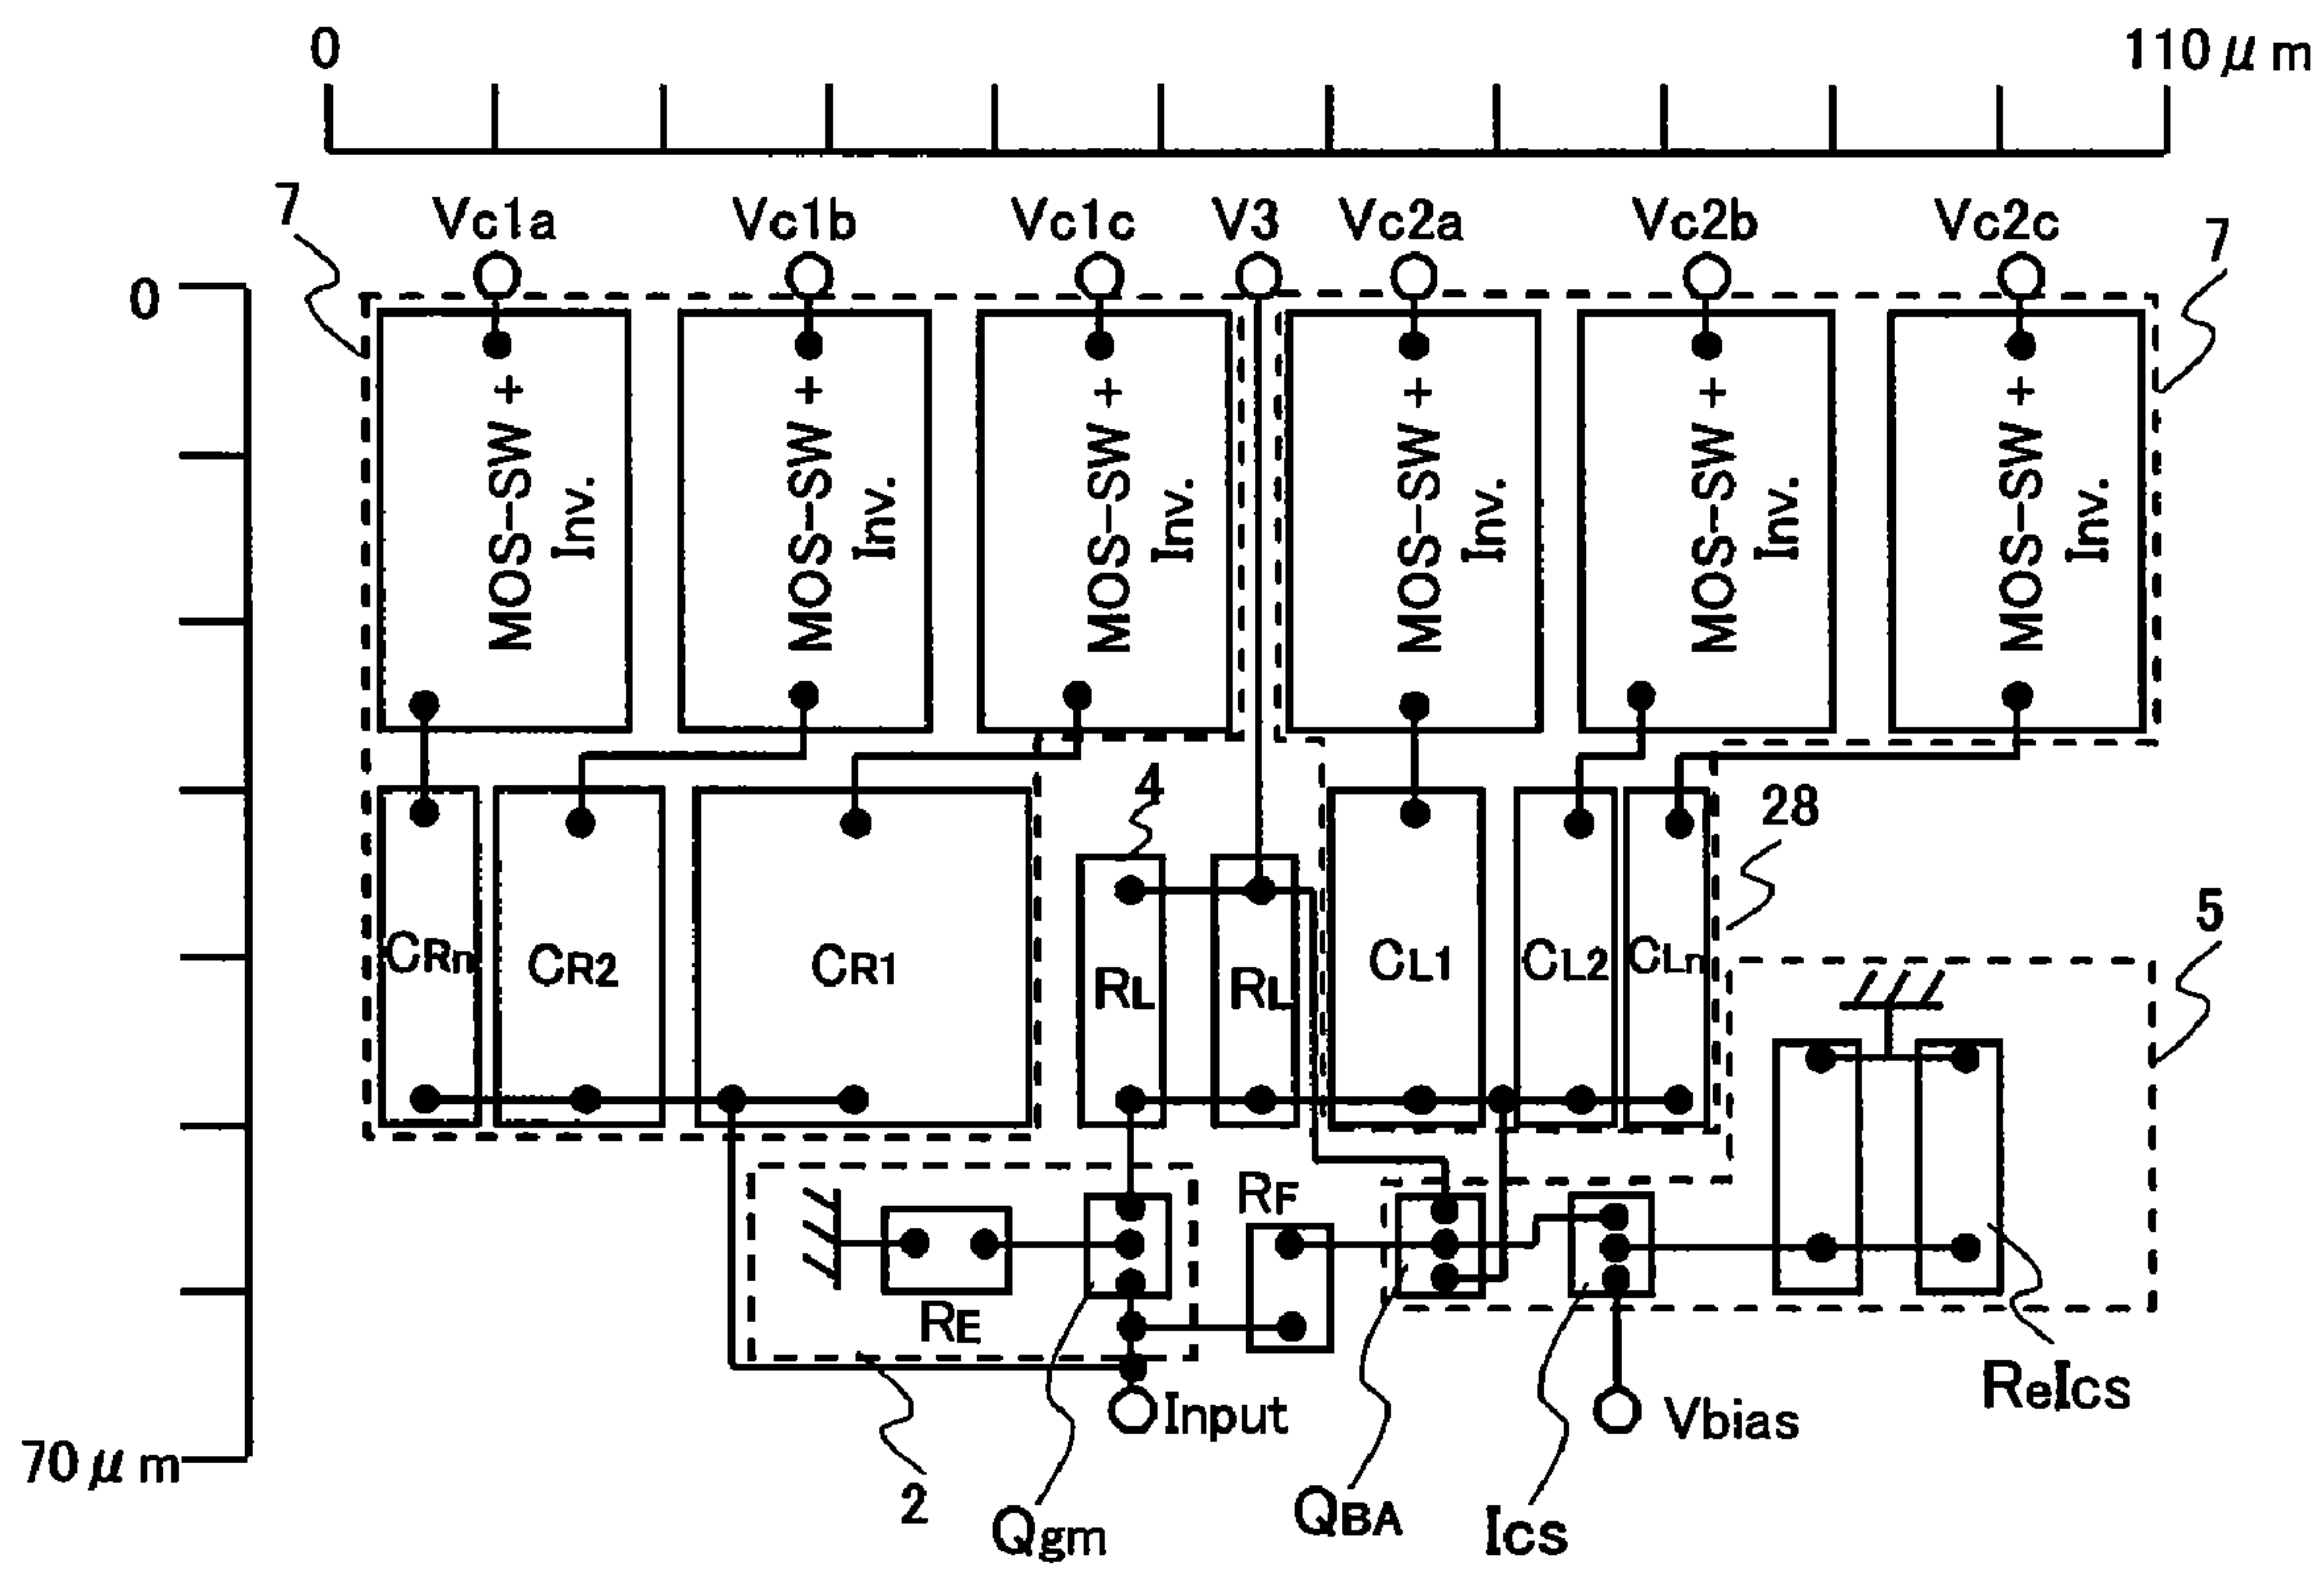 0
110μm
7
Vc1a
Vc1b
Vc1c
V3
Vc2a
Vc2b
Vc2c
7
0
MOS-SW +
Inv.
MOS-SW +
Inv.
MOS-SW +
Inv.
MOS-SW +
Inv.
MOS-SW +
Inv.
MOS-SW +
Inv.
4
28
5
CRn
CR2
CR1
RL
RL
CL1
CL2
CLn
RF
RE
ReIcs
Input
Vbias
70μm
2
Qgm
QBA
Ics